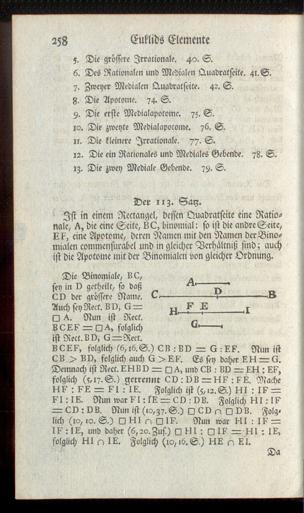 258 Euklids Elemente
5. Die grössere Irrationale. 40. S.
6. Des Rationalen und Medialen Quadratseite. 41. S.
7. Zweyer Medialen Quadratseite. 42. S.
8. Die Apotome. 74. S.
9. Die erste Medialapotome. 75. S.
10. Die zweyte Medialapotome. 76. S.
11. Die kleinere Irrationale. 77. S.
12. Die ein Rationales und Mediales Gebende. 78. S.
13. Die zwey Mediale Gebende. 79. S.
Der 113. Satz.
Ist in einem Rectangel, dessen Quadratseite eine Ratio-
nale, A, die eine Seite, BC, binomial: so ist die andre Seite,
EF, eine Apotome, deren Namen mit den Namen der Bino-
mialen commensurabel und in gleicher Verhältniß sind; auch
ist die Apotome mit der Binomialen von gleicher Ordnung.
Die Binomiale, BC,
sey in D getheilt, so daß
CD der grössere Name.
Auch sey Rect. BD, G =
□ A. Nun ist Rect.
BCEF = □ A, folglich
ist Rect. BD, G = Rect.
A
C D B
F E
H I
G
BCEF, folglich (6, 16. S.) CB : BD = G : EF. Nun ist
CB > BD, folglich auch G > EF. Es sey daher EH = G.
Demnach ist Rect. EHBD = □ A, und CB : BD = EH : EF,
folglich (5, 17. S.) getrennt CD : DB = HF : FE. Mache
HF : FE = FI : IE. Folglich ist (5, 12. S.) HI : IF =
FI : IE. Nun war FI : IE = CD : DB. Folglich HI : IF
= CD : DB. Nun ist (10, 37. S.) □ CD ∩ □ DB. Folg-
lich (10, 10. S.) □ HI ∩ □ IF. Nun war HI : IF =
IF : IE, und daher (6, 20. Zus.) □ HI : □ IF = HI : IE,
folglich HI ∩ IE. Folglich (10, 16. S.) HE ∩ EI.
Da